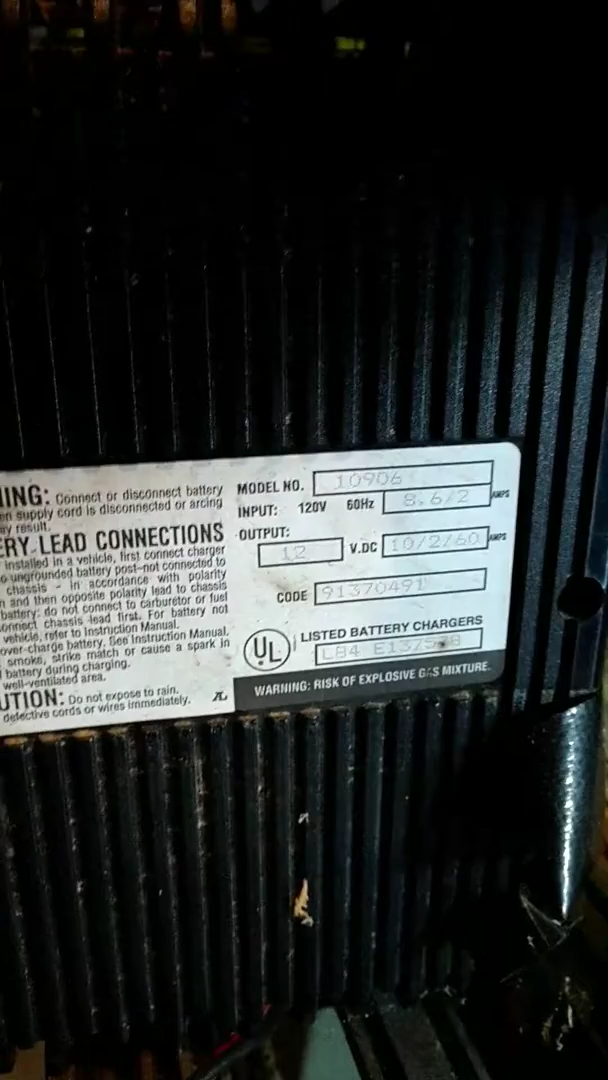 ING: Connect or disconnect battery
en supply cord is disconnected or arcing
ay result.
ERY LEAD CONNECTIONS
installed in a vehicle, first connect charger
o ungrounded battery post–not connected to
chassis - in accordance with polarity
n and then opposite polarity lead to chassis
battery; do not connect to carburetor or fuel
onnect chassis lead first. For battery not
vehicle, refer to Instruction Manual.
over-charge battery. See Instruction Manual.
smoke, strike match or cause a spark in
battery during charging.
well-ventilated area.
UTION: Do not expose to rain.
defective cords or wires immediately.
MODEL NO. 10906
INPUT: 120V 60Hz 8.6/2 AMPS
OUTPUT:
12 V.DC 10/2/60 AMPS
CODE 91370491
UL LISTED BATTERY CHARGERS
LB4
WARNING: RISK OF EXPLOSIVE GAS MIXTURE.